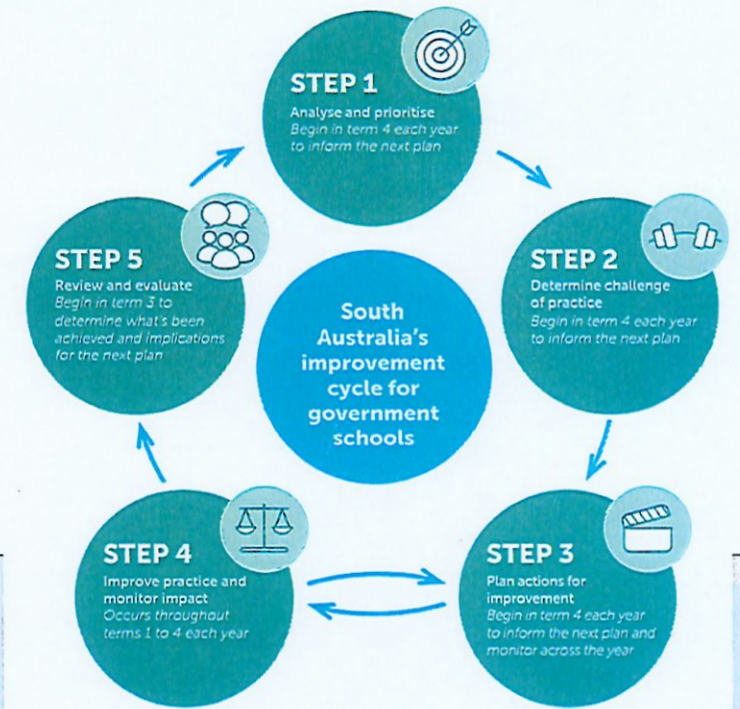 STEP 1
Analyse and prioritise
Begin in term 4 each year
to inform the next plan
STEP 2
Determine challenge
of practice
Begin in term 4 each year
to inform the next plan
STEP 3
Plan actions for
improvement
Begin in term 4 each year
to inform the next plan and
monitor across the year
STEP 4
Improve practice and
monitor impact
Occurs throughout
terms 1 to 4 each year
STEP 5
Review and evaluate
Begin in term 3 to
determine what's been
achieved and implications
for the next plan
South
Australia's
improvement
cycle for
government
schools